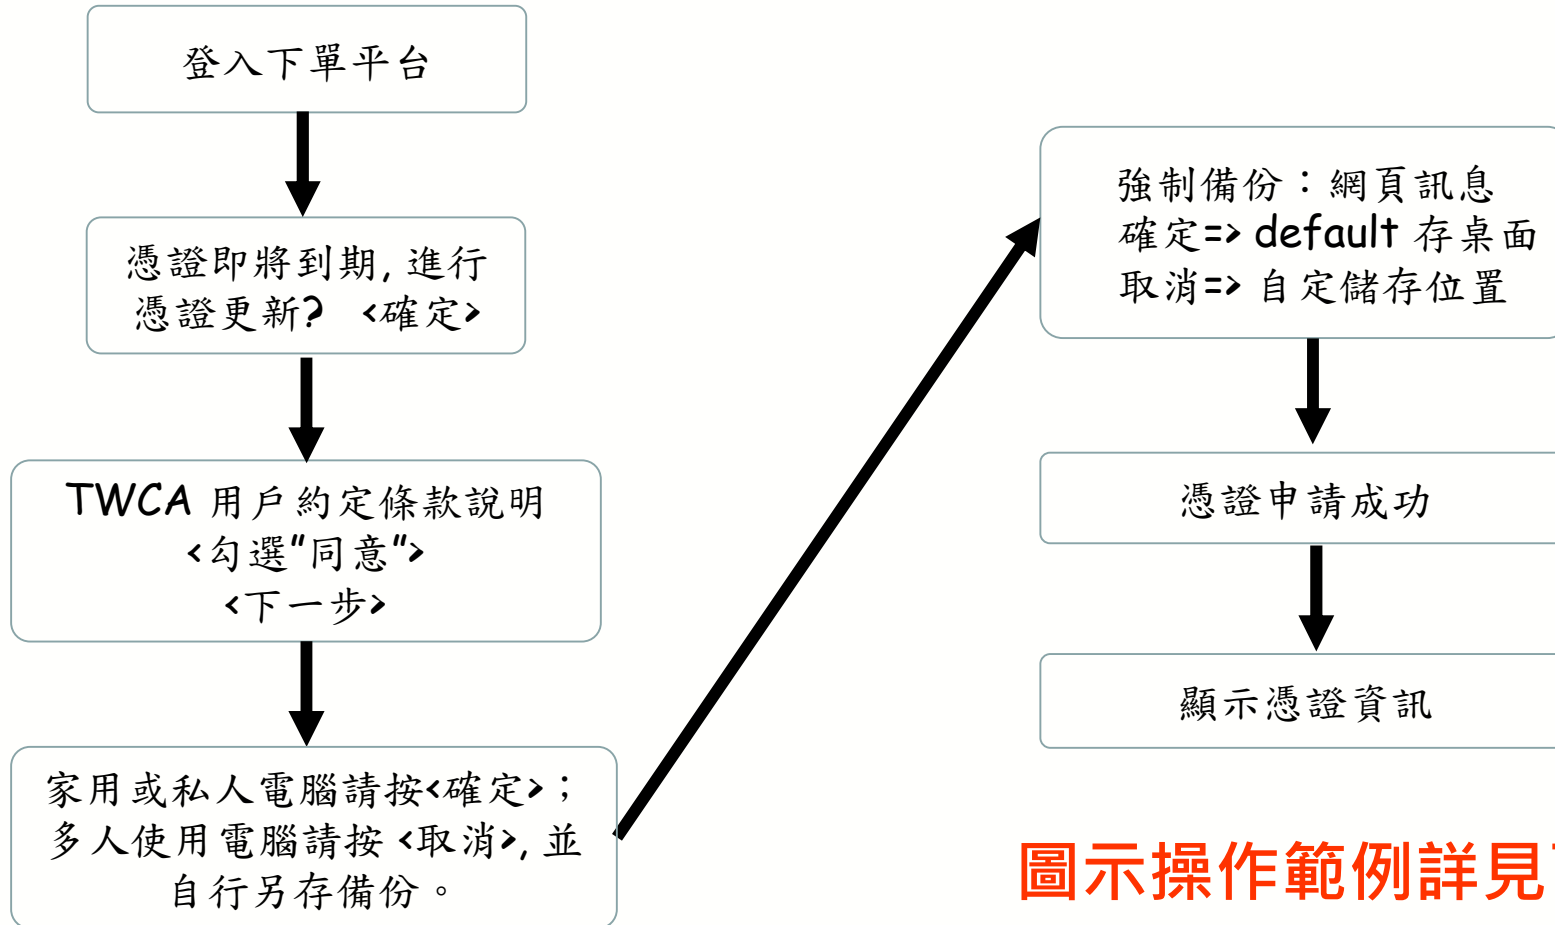 登入下單平台
憑證即將到期, 進行
憑證更新? <確定>
TWCA 用戶約定條款說明
<勾選"同意">
<下一步>
家用或私人電腦請按<確定>；
多人使用電腦請按 <取消>, 並
自行另存備份。
強制備份：網頁訊息
確定=> default 存桌面
取消=> 自定儲存位置
憑證申請成功
顯示憑證資訊
圖示操作範例詳見